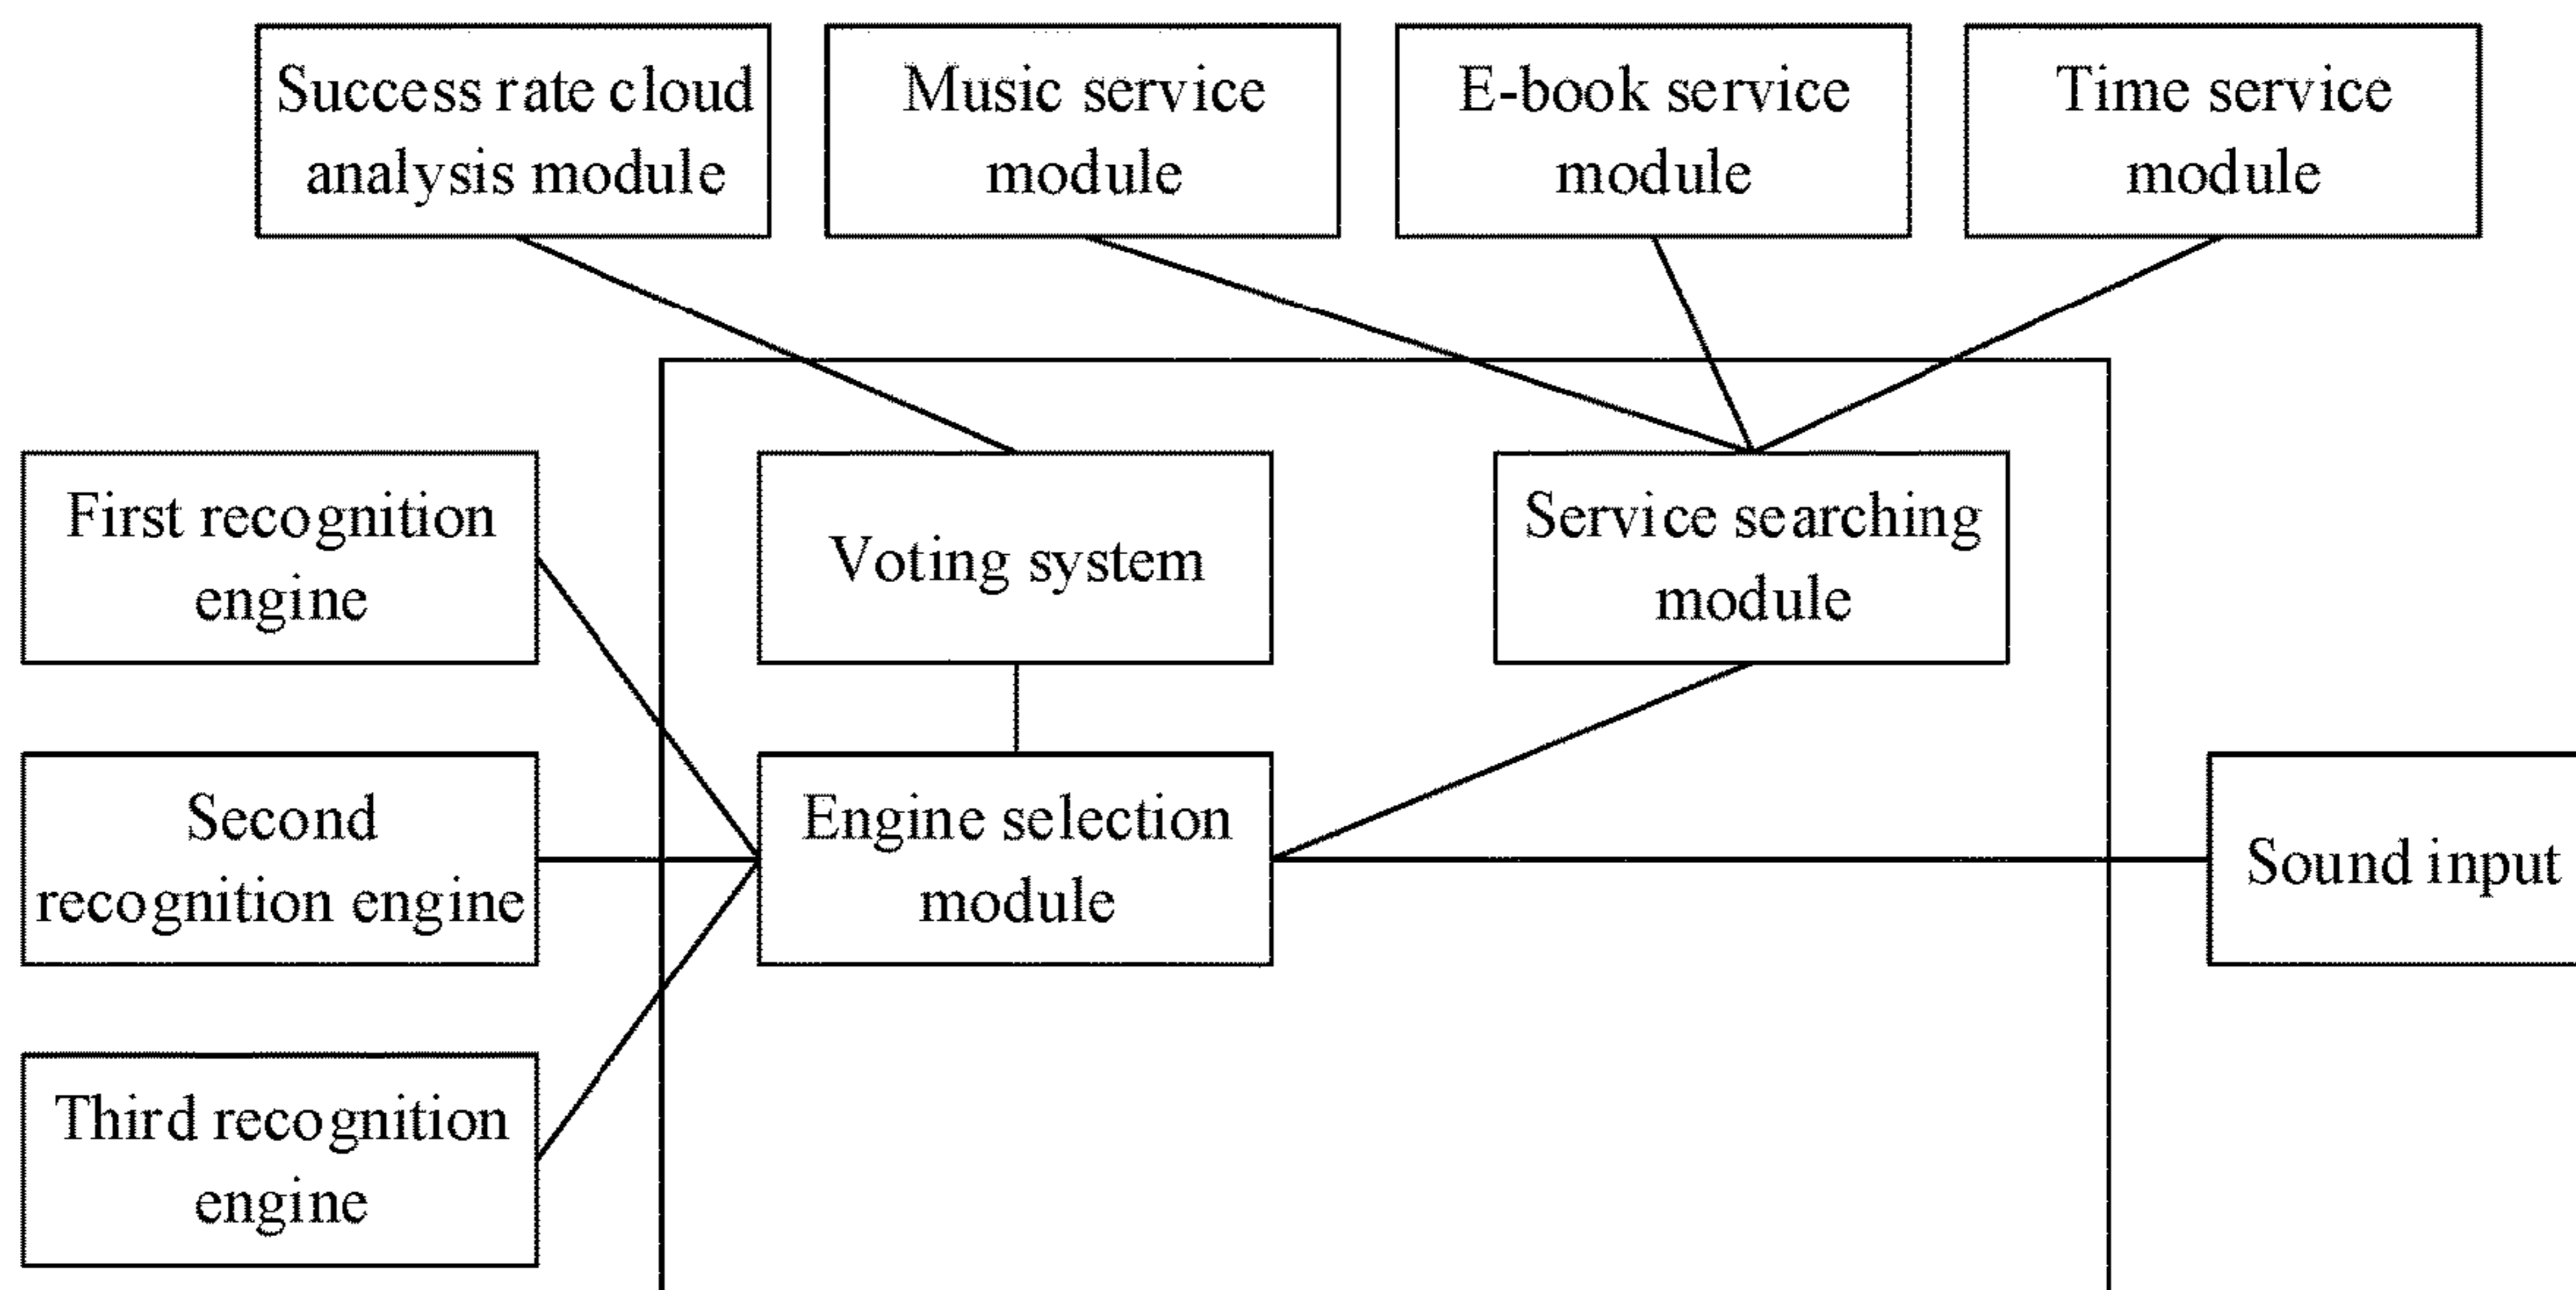 Success rate cloud
analysis module
Music service
module
E-book service
module
Time service
module
First recognition
engine
Voting system
Service searching
module
Second
recognition engine
Engine selection
module
Sound input
Third recognition
engine